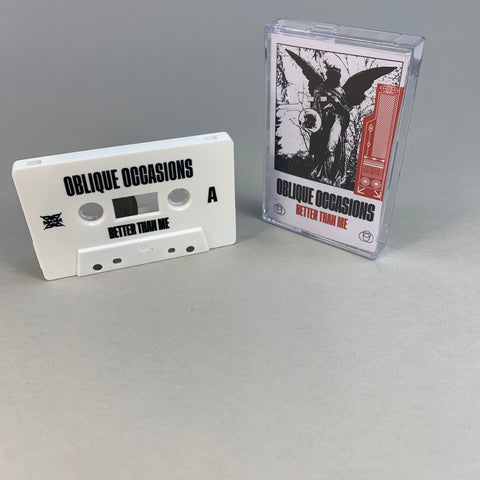 OBLIQUE OCCASIONS
A
BETTER THAN ME
OBLIQUE OCCASIONS
BETTER THAN ME